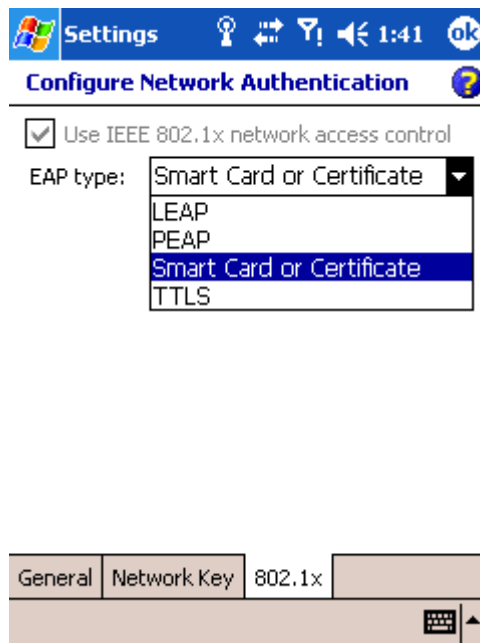 Settings 1:41 ok
Configure Network Authentication ?
Use IEEE 802.1x network access control
EAP type: Smart Card or Certificate
LEAP
PEAP
Smart Card or Certificate
TTLS
General Network Key 802.1x